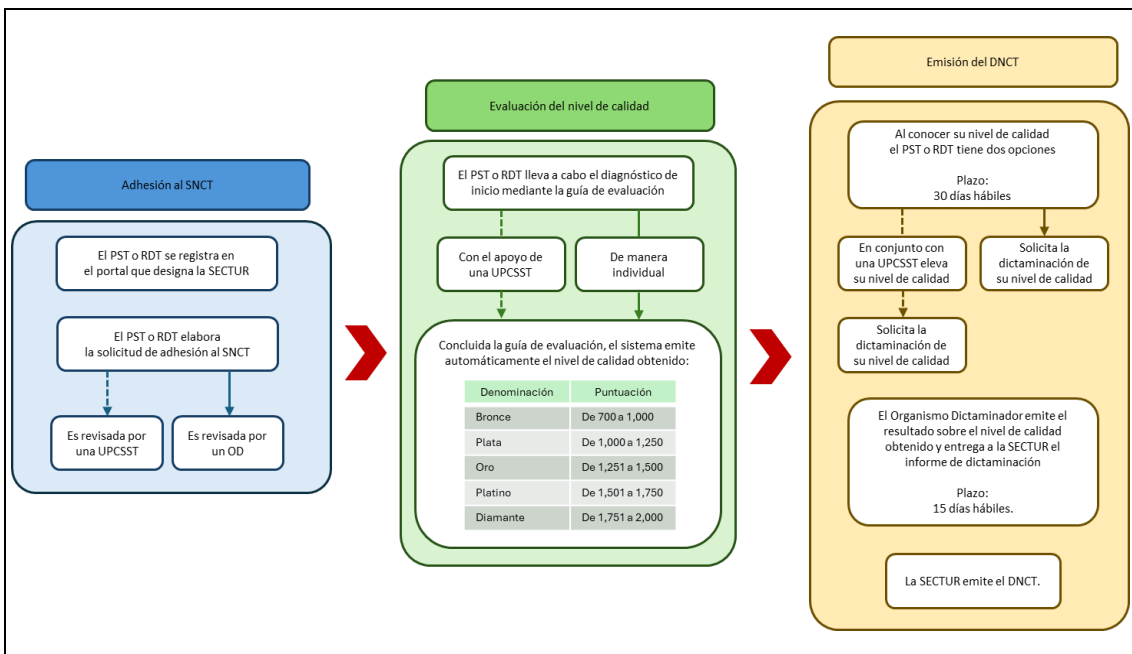 Adhesión al SNCT
El PST o RDT se registra en
el portal que designa la SECTUR
El PST o RDT elabora
la solicitud de adhesión al SNCT
Es revisada por
una UPCSST
Es revisada por
un OD
Evaluación del nivel de calidad
El PST o RDT lleva a cabo el diagnóstico de
inicio mediante la guía de evaluación
Con el apoyo de
una UPCSST
De manera
individual
Concluida la guía de evaluación, el sistema emite
automáticamente el nivel de calidad obtenido:
Denominación Puntuación
Bronce De 700 a 1,000
Plata De 1,000 a 1,250
Oro De 1,251 a 1,500
Platino De 1,501 a 1,750
Diamante De 1,751 a 2,000
Emisión del DNCT
Al conocer su nivel de calidad
el PST o RDT tiene dos opciones
Plazo:
30 días hábiles
En conjunto con
una UPCSST eleva
su nivel de calidad
Solicita la
dictaminación de
su nivel de calidad
Solicita la
dictaminación de
su nivel de calidad
El Organismo Dictaminador emite el
resultado sobre el nivel de calidad
obtenido y entrega a la SECTUR el
informe de dictaminación
Plazo:
15 días hábiles.
La SECTUR emite el DNCT.